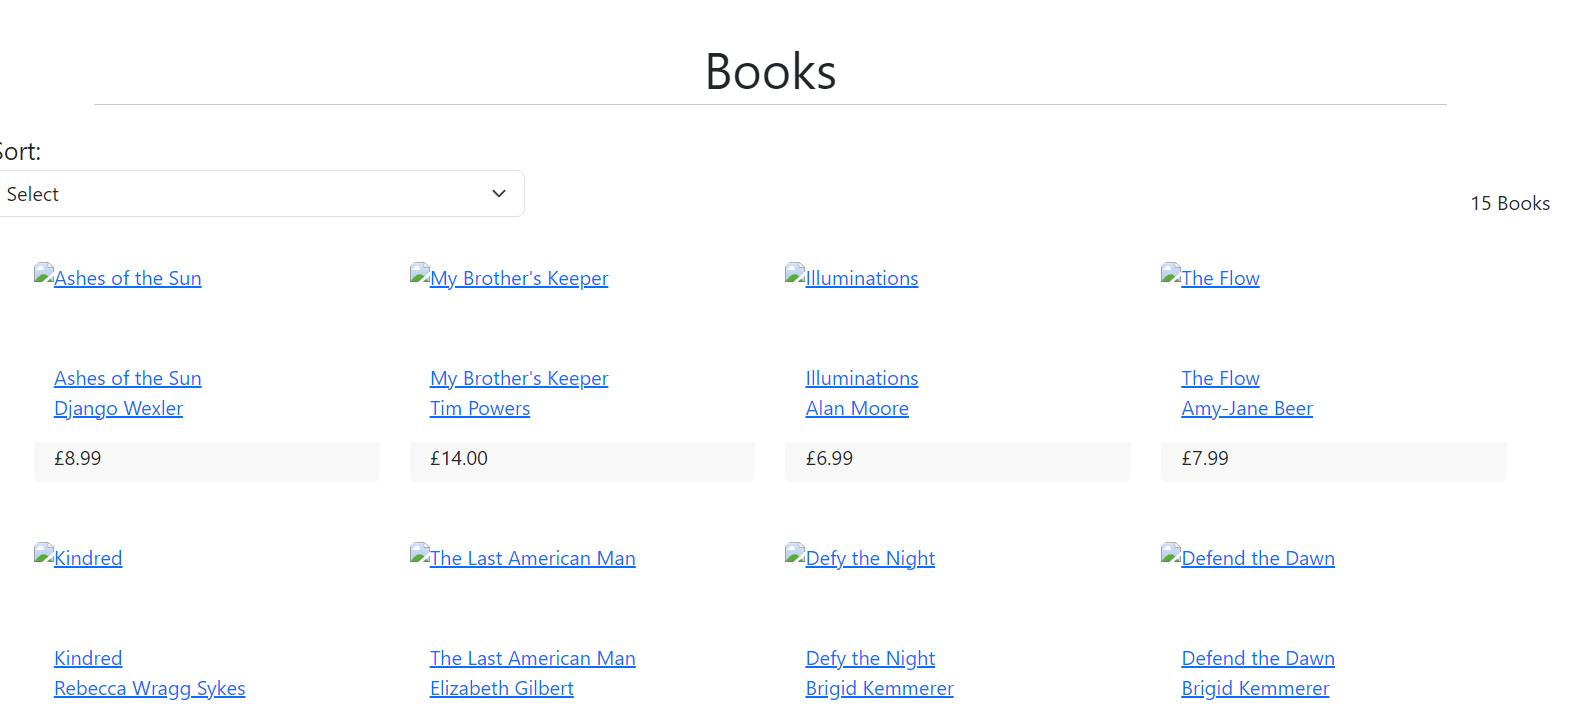 Books
Sort:
Select
15 Books
Ashes of the Sun My Brother's Keeper Illuminations The Flow
Ashes of the Sun My Brother's Keeper Illuminations The Flow
Django Wexler Tim Powers Alan Moore Amy-Jane Beer
£8.99 £14.00 £6.99 £7.99
Kindred The Last American Man Defy the Night Defend the Dawn
Kindred The Last American Man Defy the Night Defend the Dawn
Rebecca Wragg Sykes Elizabeth Gilbert Brigid Kemmerer Brigid Kemmerer